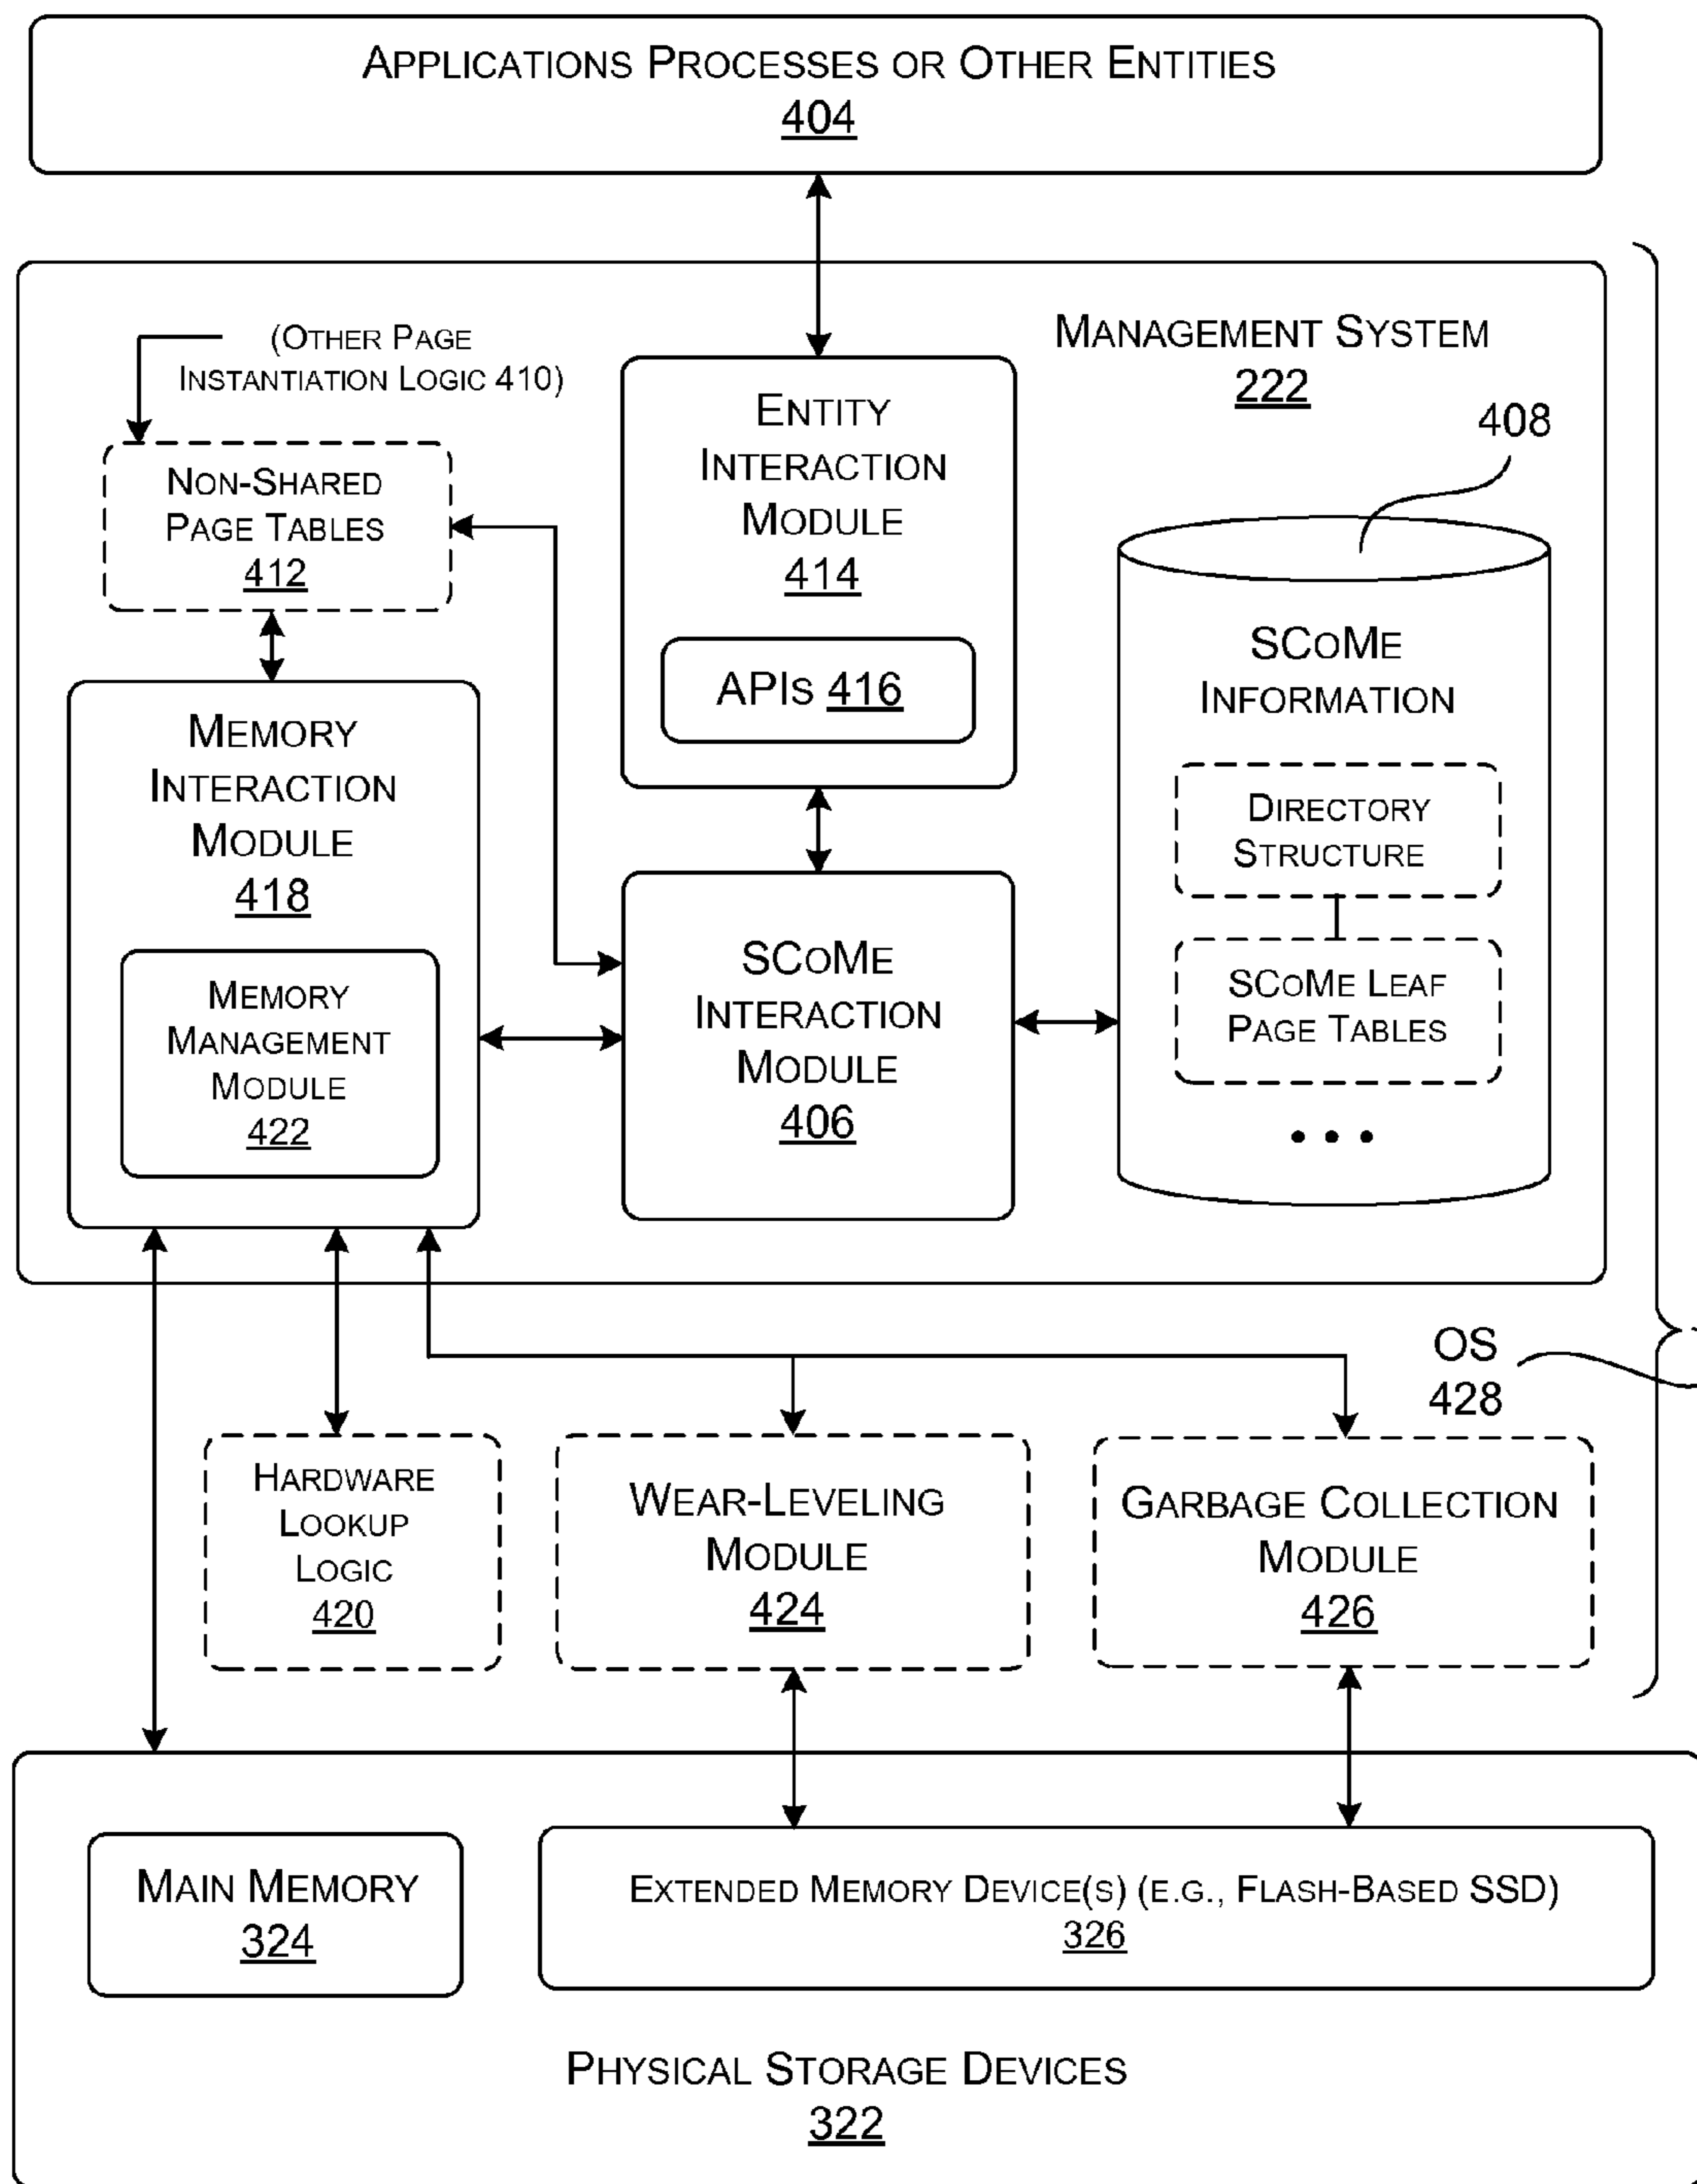 APPLICATIONS PROCESSES OR OTHER ENTITIES
404
(OTHER PAGE
INSTANTIATION LOGIC 410)
MANAGEMENT SYSTEM
222
408
NON-SHARED
PAGE TABLES
412
ENTITY
INTERACTION
MODULE
414
APIS 416
SCOME
INFORMATION
DIRECTORY
STRUCTURE
SCOME LEAF
PAGE TABLES
• • •
MEMORY
INTERACTION
MODULE
418
MEMORY
MANAGEMENT
MODULE
422
SCOME
INTERACTION
MODULE
406
OS
428
HARDWARE
LOOKUP
LOGIC
420
WEAR-LEVELING
MODULE
424
GARBAGE COLLECTION
MODULE
426
MAIN MEMORY
324
EXTENDED MEMORY DEVICE(S) (E.G., FLASH-BASED SSD)
326
PHYSICAL STORAGE DEVICES
322